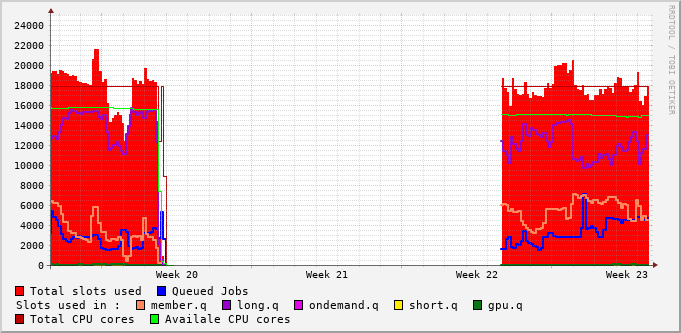 RRDTOOL / TOBI OETIKER
24000
22000
20000
18000
16000
14000
12000
10000
8000
6000
4000
2000
0
Week 20 Week 21 Week 22 Week 23
Total slots used Queued Jobs
Slots used in : member.q long.q ondemand.q short.q gpu.q
Total CPU cores Availale CPU cores